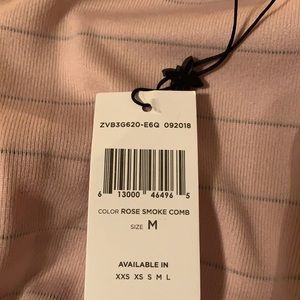 ZVB3G620-E6Q 092018
6 13000 46496 5
COLOR ROSE SMOKE COMB
SIZE M
AVAILABLE IN
XXS XS S M L